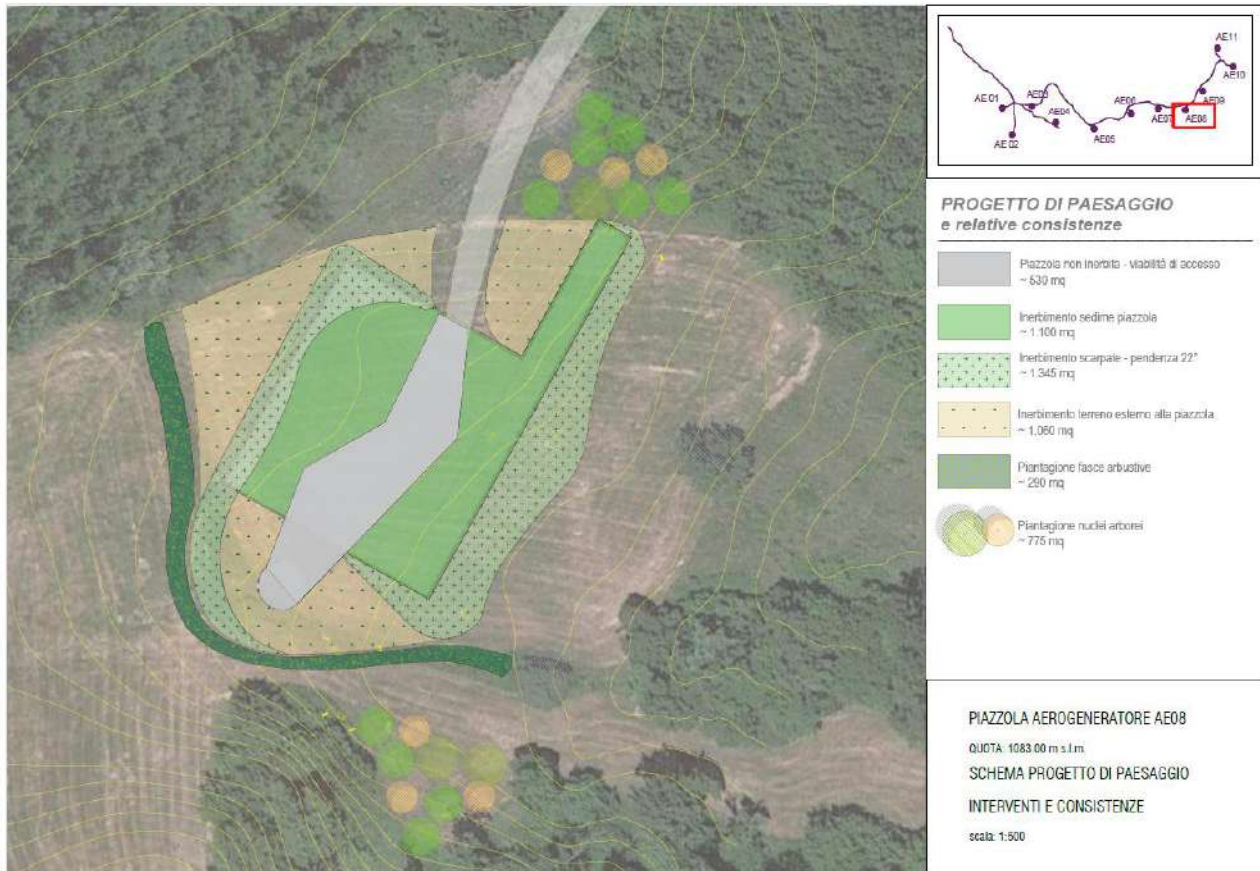 AE11
AE10
AE 01
AE03
AE04
AE06
AE09
AE07
AE08
AE 02
AE05
PROGETTO DI PAESAGGIO
e relative consistenze
Piazzola non inerbita - viabilità di accesso
~ 530 mq
Inerbimento sedime piazzola
~ 1.100 mq
Inerbimento scarpate - pendenza 22°
~ 1.345 mq
Inerbimento terreno esterno alla piazzola
~ 1,060 mq
Piantagione fasce arbustive
~ 290 mq
Piantagione nuclei arborei
~ 775 mq
PIAZZOLA AEROGENERATORE AE08
QUOTA: 1083.00 m s.l.m.
SCHEMA PROGETTO DI PAESAGGIO
INTERVENTI E CONSISTENZE
scala: 1:500